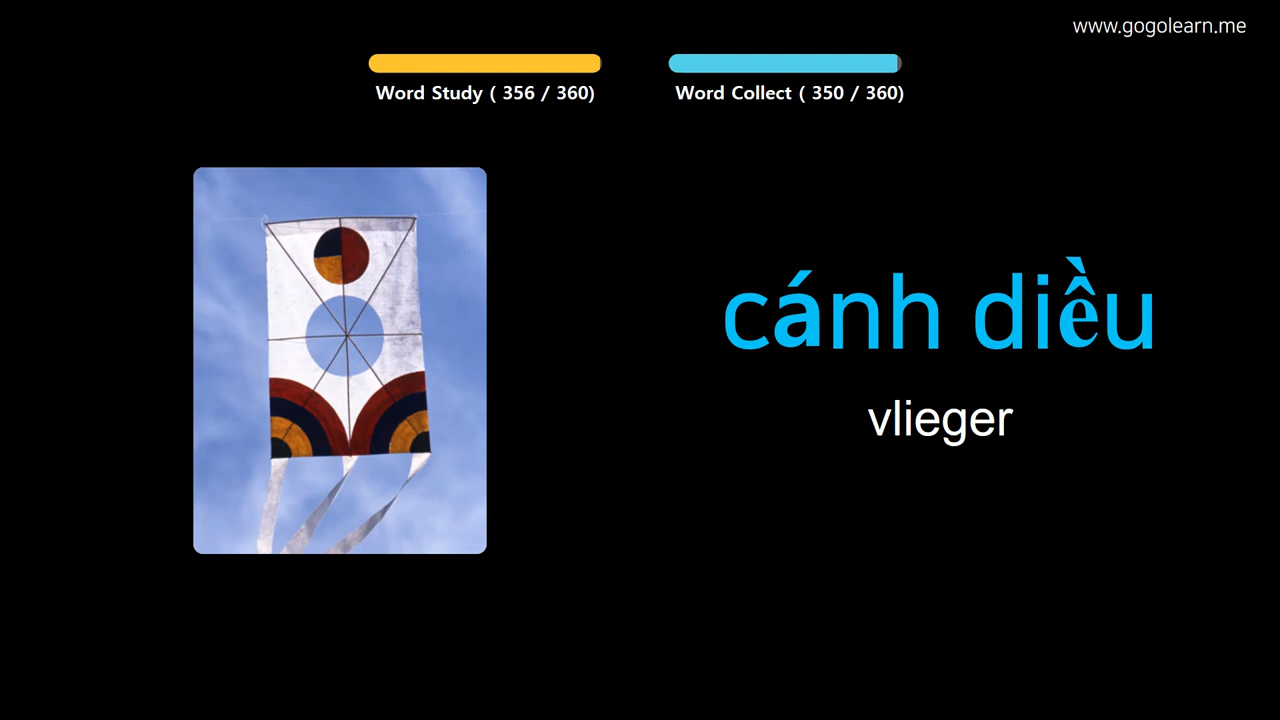 www.gogolearn.me
Word Study ( 356 / 360)
Word Collect ( 350 / 360)
cánh diều
vlieger